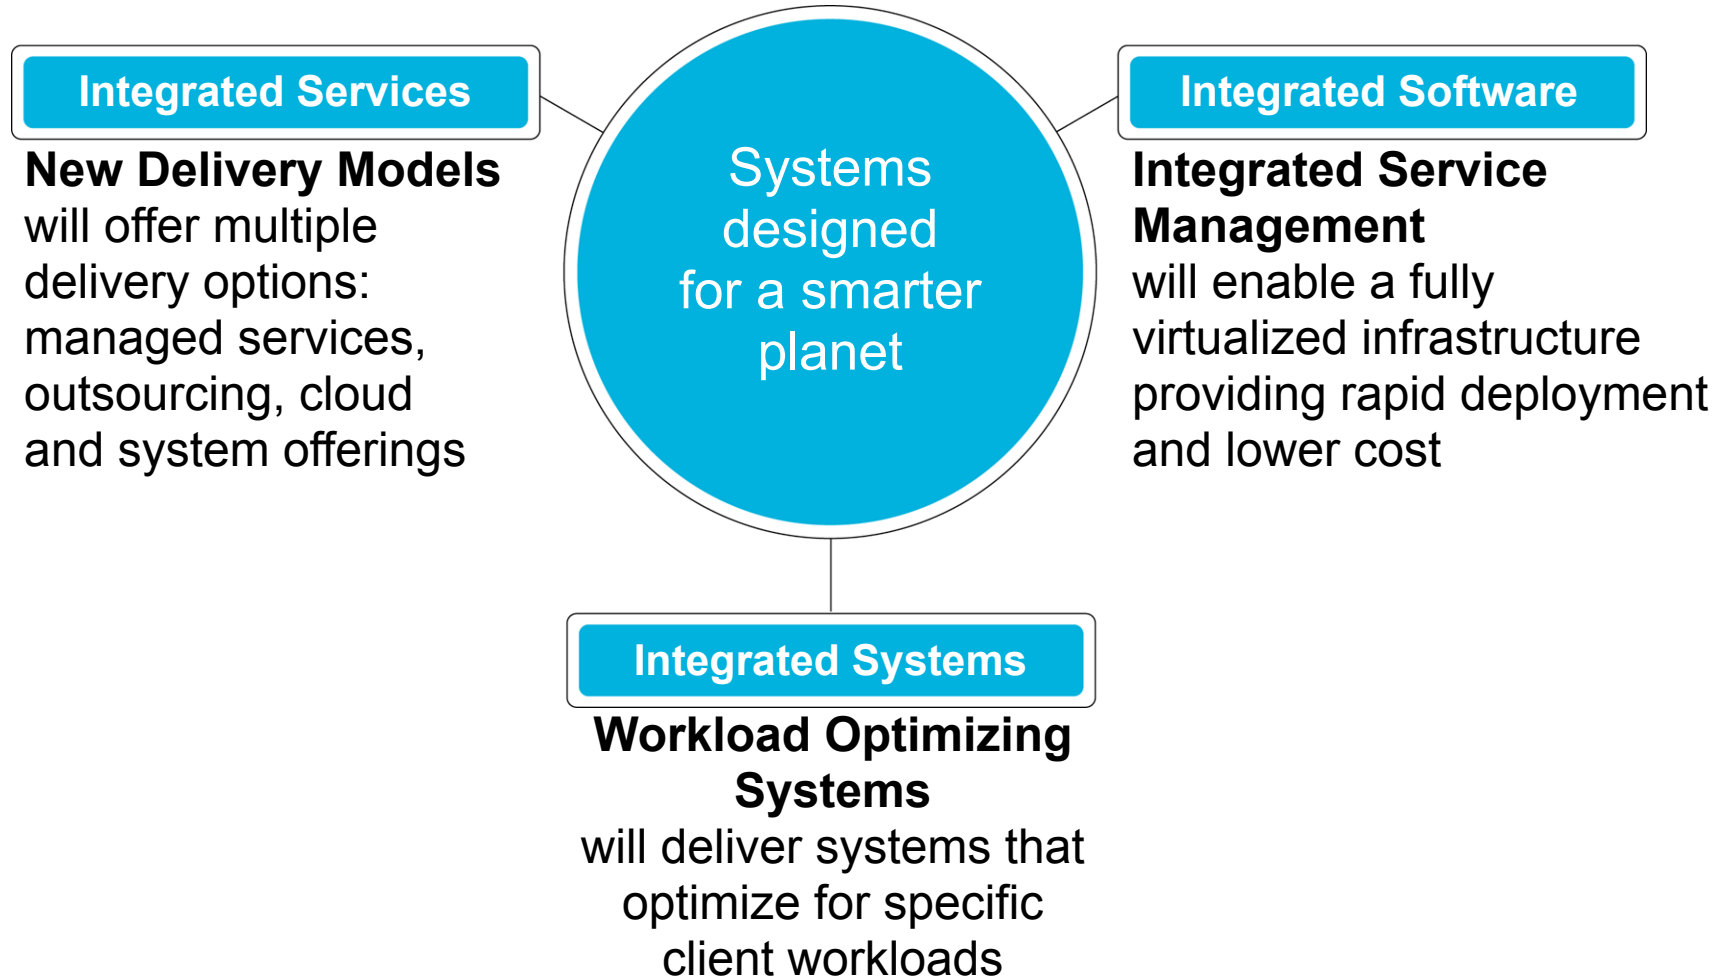 Integrated Services
New Delivery Models
will offer multiple
delivery options:
managed services,
outsourcing, cloud
and system offerings
Systems
designed
for a smarter
planet
Integrated Software
Integrated Service
Management
will enable a fully
virtualized infrastructure
providing rapid deployment
and lower cost
Integrated Systems
Workload Optimizing
Systems
will deliver systems that
optimize for specific
client workloads